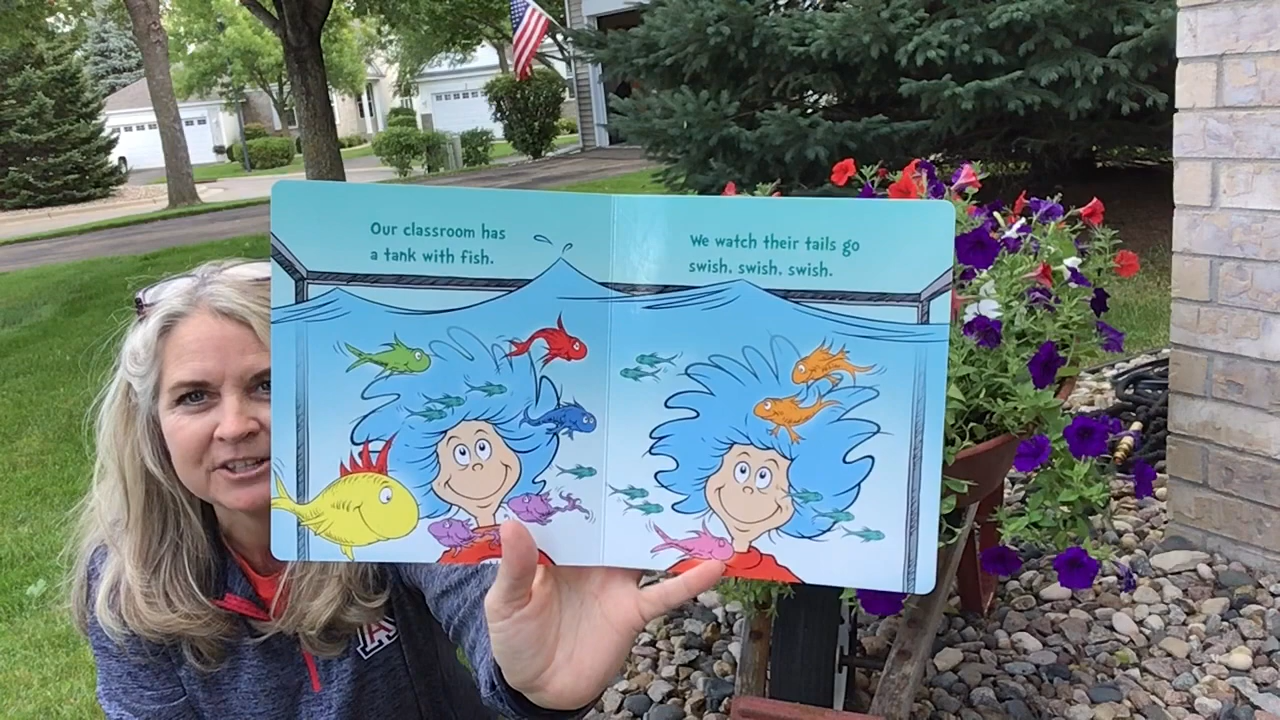 Our classroom has
a tank with fish.
We watch their tails go
swish, swish, swish.